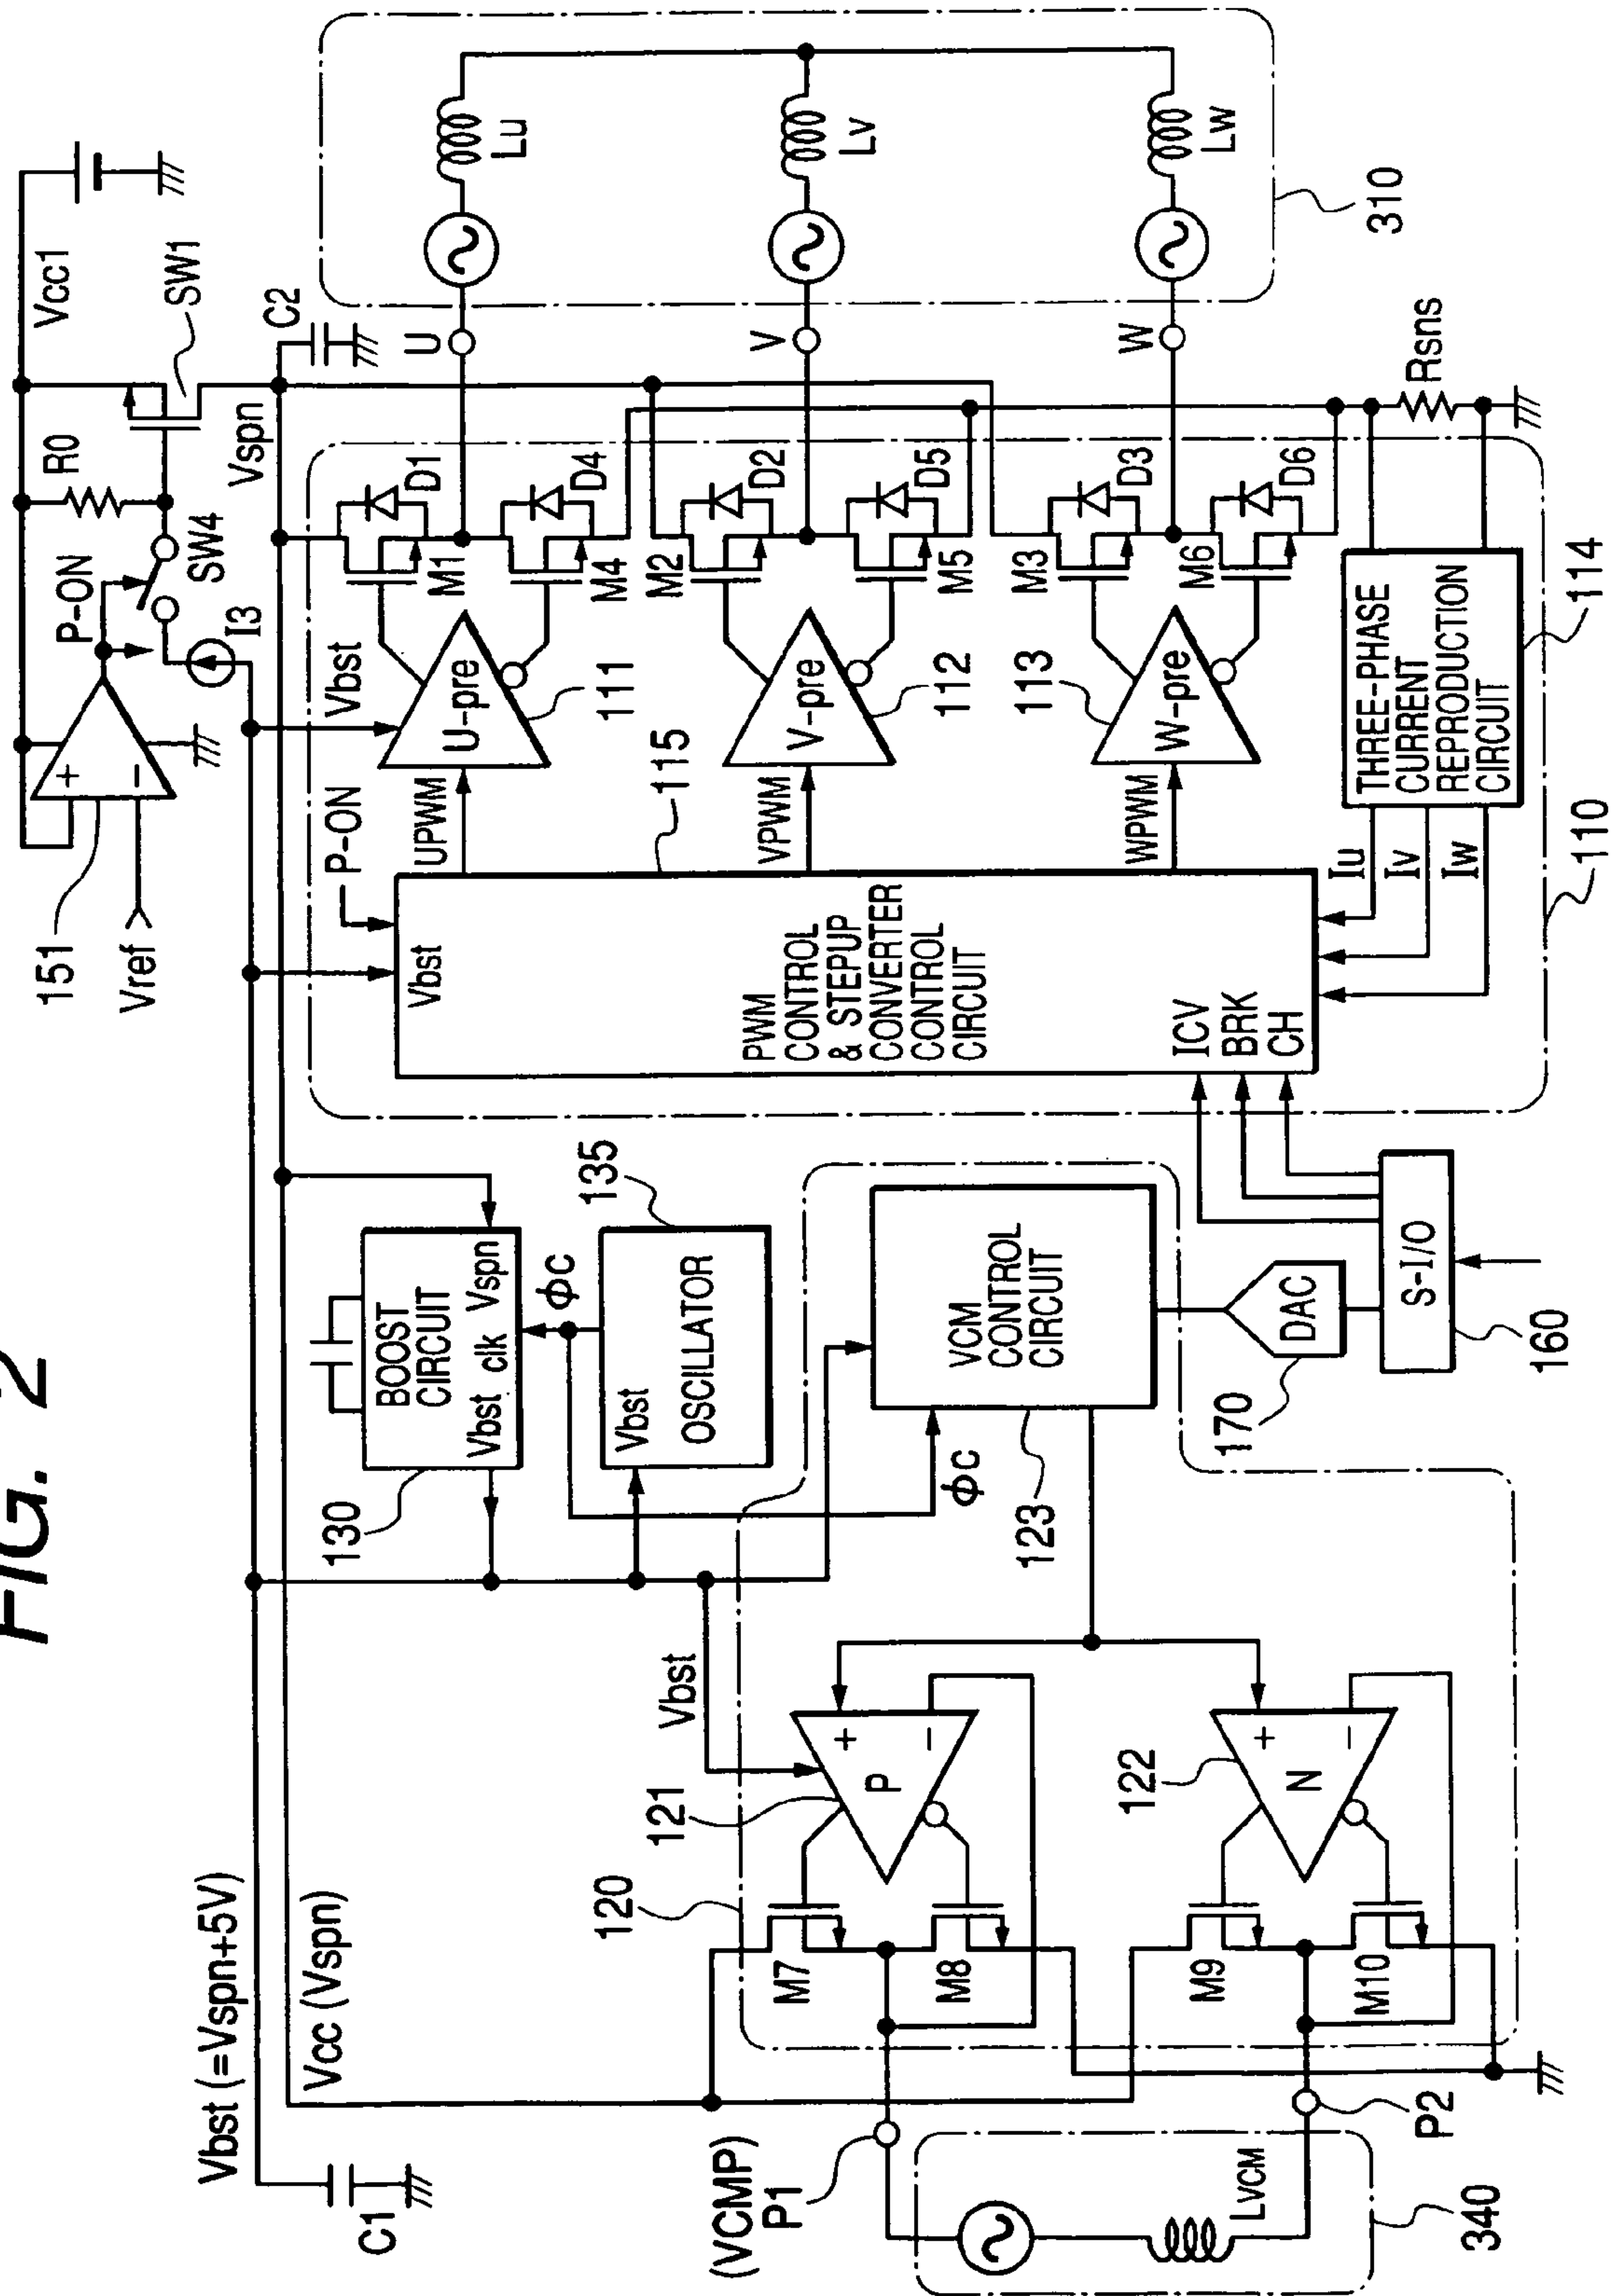 FIG. 2
Vbst (=Vspn+5V)
Vcc (Vspn)
C1
(VCMP)
P1
P2
LVCM
340
120
M7
M8
M9
M10
121
P
+
−
122
N
+
−
Vbst
130
BOOST
CIRCUIT
Vbst
clk
Vspn
ϕc
135
Vbst
OSCILLATOR
ϕc
123
VCM
CONTROL
CIRCUIT
170
DAC
S-I/O
160
151
Vref
+
−
P-ON
SW4
I3
R0
Vcc1
SW1
Vspn
C2
P-ON
Vbst
115
PWM
CONTROL
& STEPUP
CONVERTER
CONTROL
CIRCUIT
ICV
BRK
CH
UPWM
VPWM
WPWM
Vbst
U-pre
111
V-pre
112
W-pre
113
M1
D1
M4
D4
M2
D2
M5
D5
M3
D3
M6
D6
U
V
W
Lu
Lv
Lw
310
Rsns
THREE-PHASE
CURRENT
REPRODUCTION
CIRCUIT
114
Iu
Iv
Iw
110